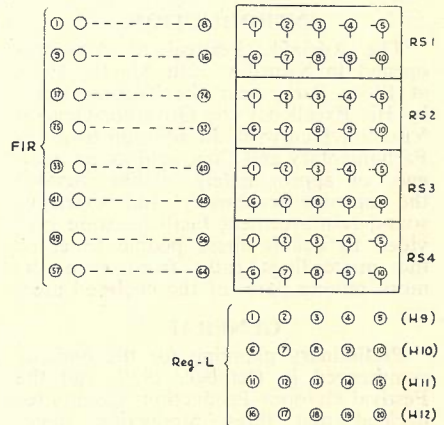 1 8 1 2 3 4 5
RS1
9 16 6 7 8 9 10
17 24 1 2 3 4 5
RS2
25 32 6 7 8 9 10
FIR
33 40 1 2 3 4 5
RS3
41 48 6 7 8 9 10
49 56 1 2 3 4 5
RS4
57 64 6 7 8 9 10
1 2 3 4 5 (H9)
6 7 8 9 10 (H10)
Reg-L
11 12 13 14 15 (H11)
16 17 18 19 20 (H12)